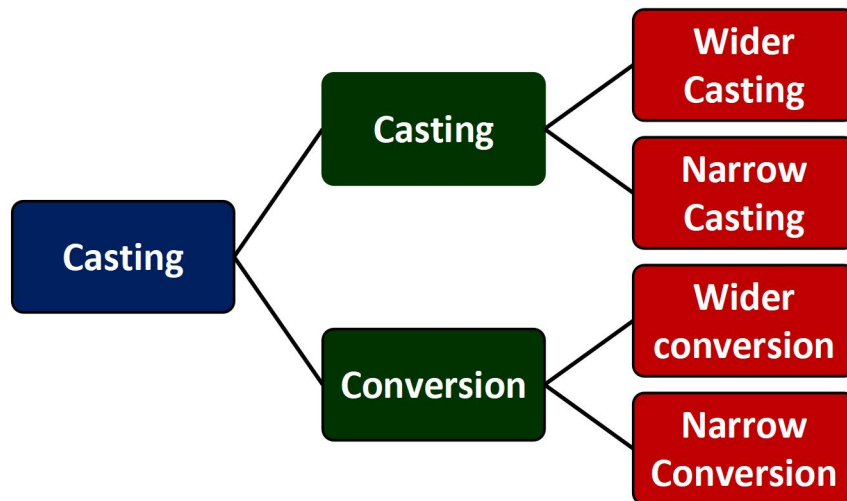 Casting
Casting
Wider
Casting
Narrow
Casting
Conversion
Wider
conversion
Narrow
Conversion